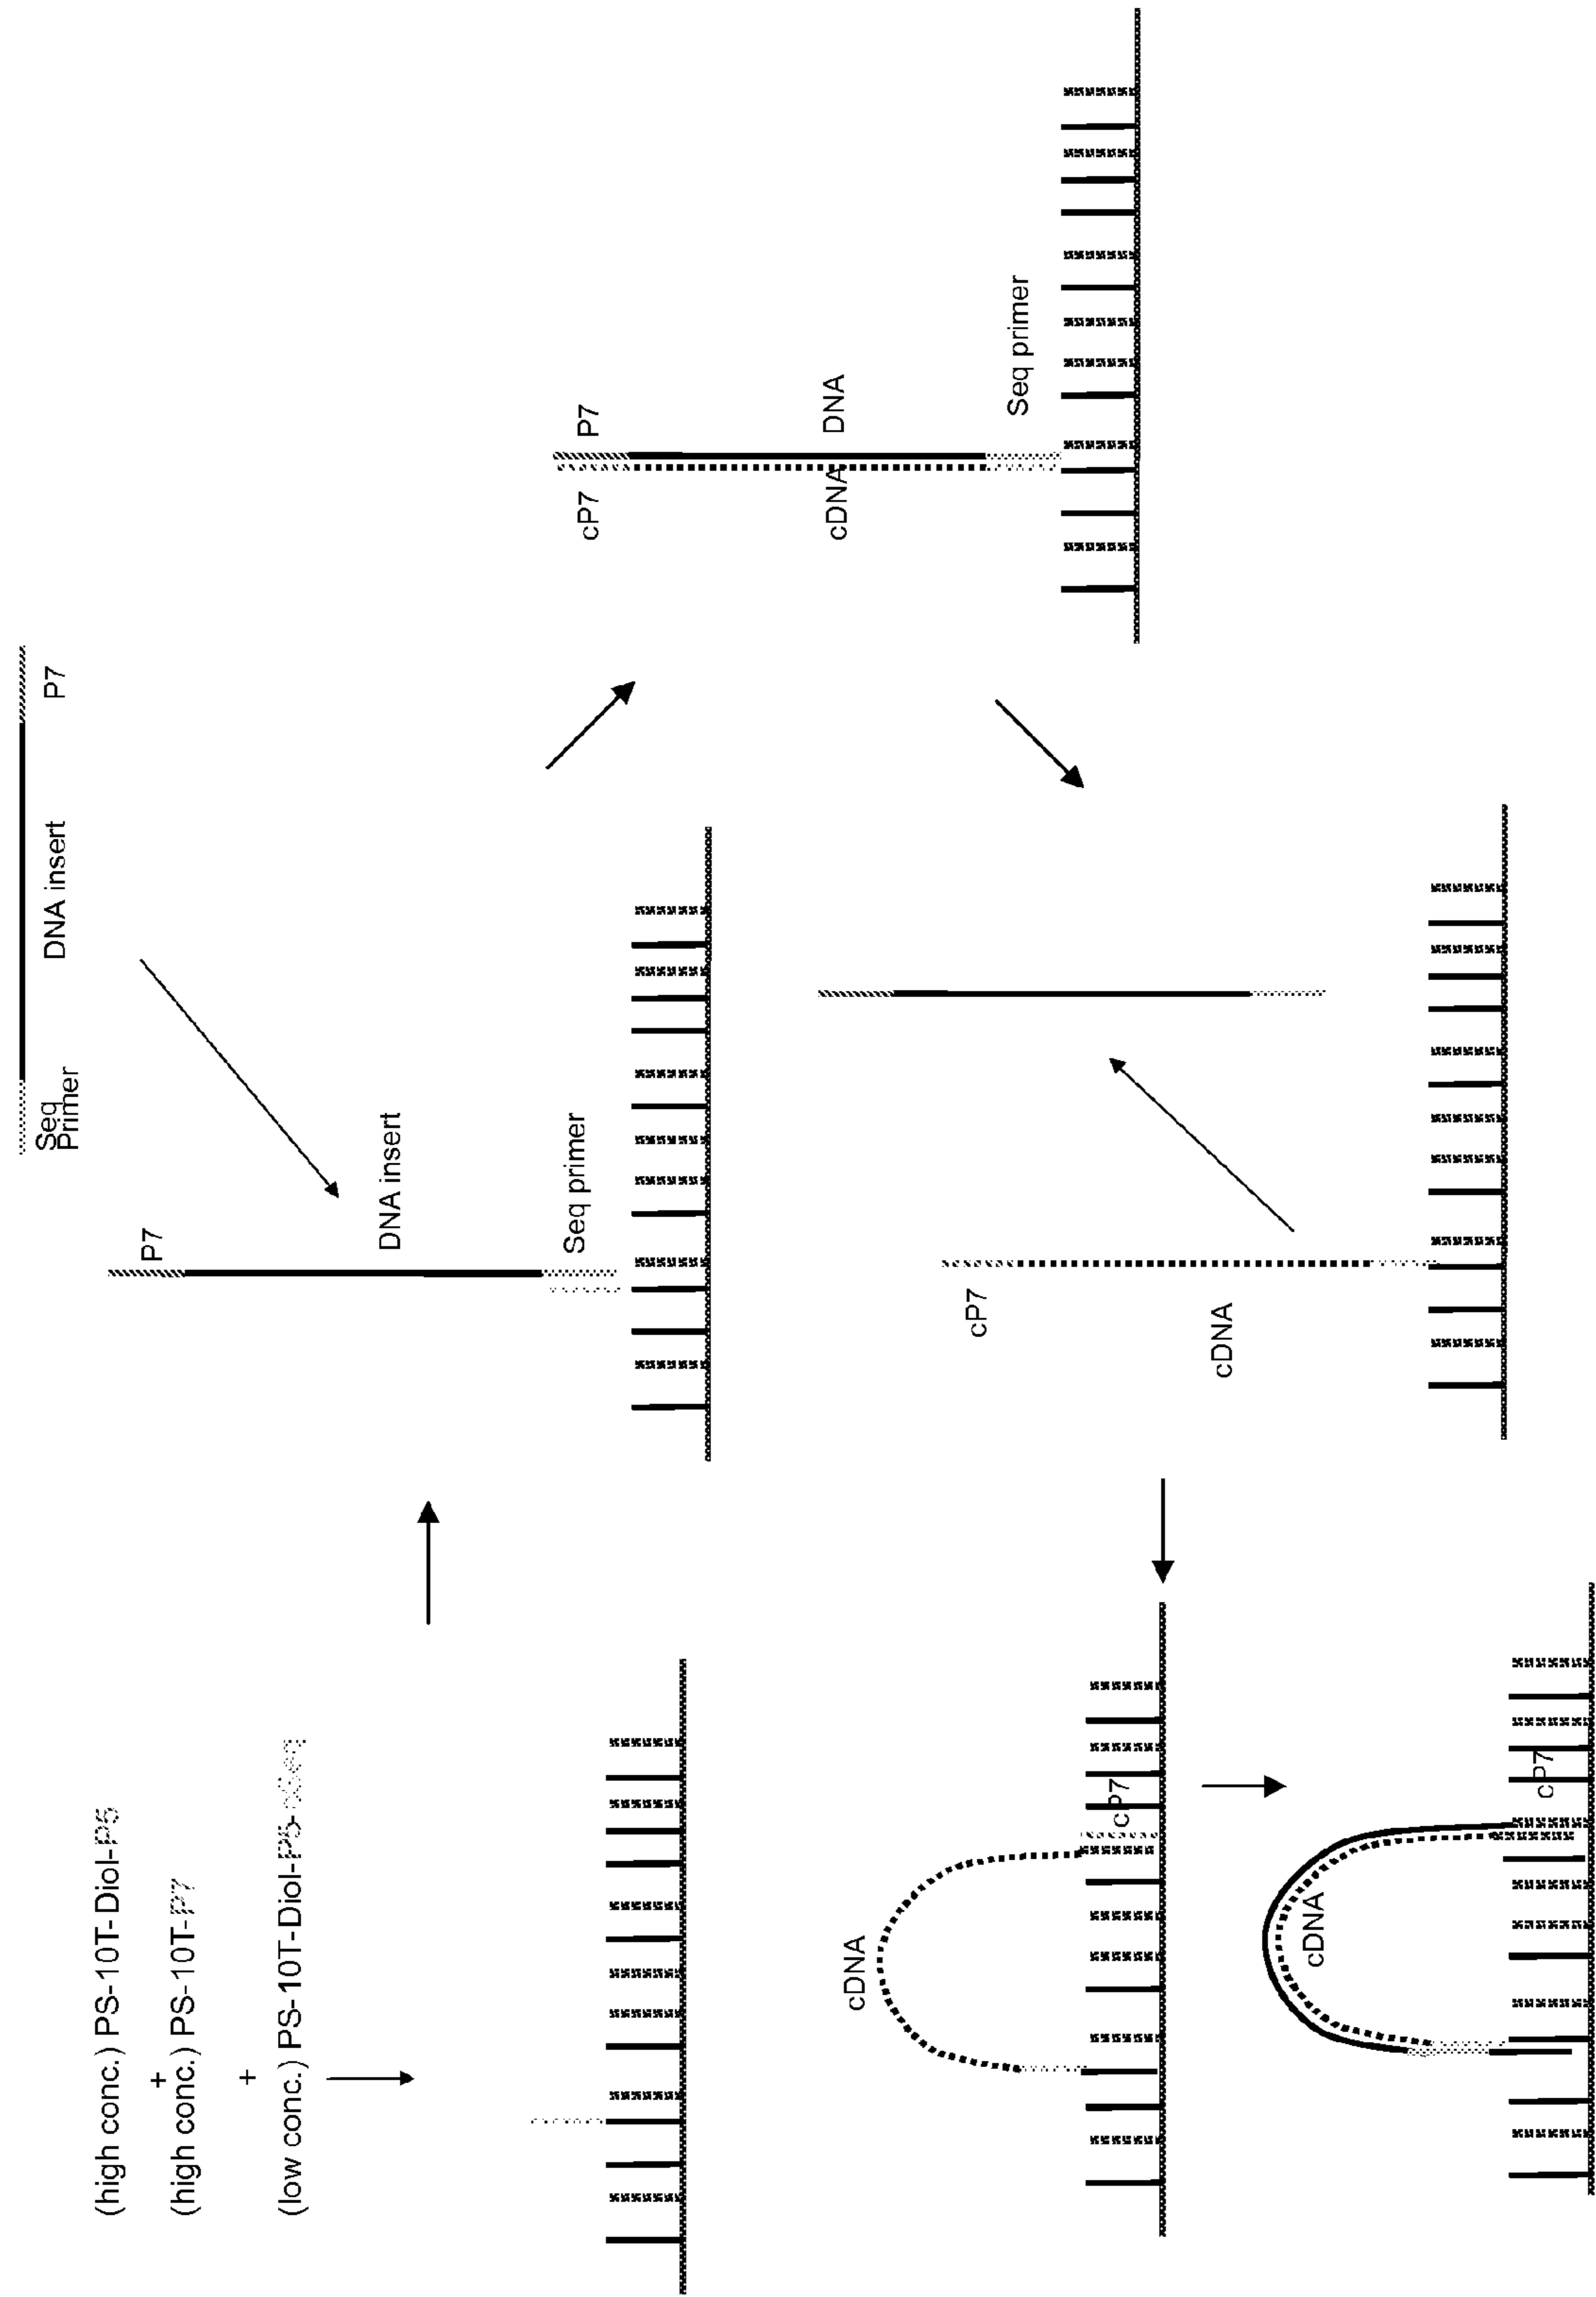 Seq
Primer
DNA insert
P7
(high conc.) PS-10T-Diol-P5
+
(high conc.) PS-10T-P7
+
(low conc.) PS-10T-Diol-P5-cSeq
P7
DNA insert
Seq primer
cP7
P7
cDNA
DNA
Seq primer
cP7
cDNA
cDNA
cP7
cDNA
cP7